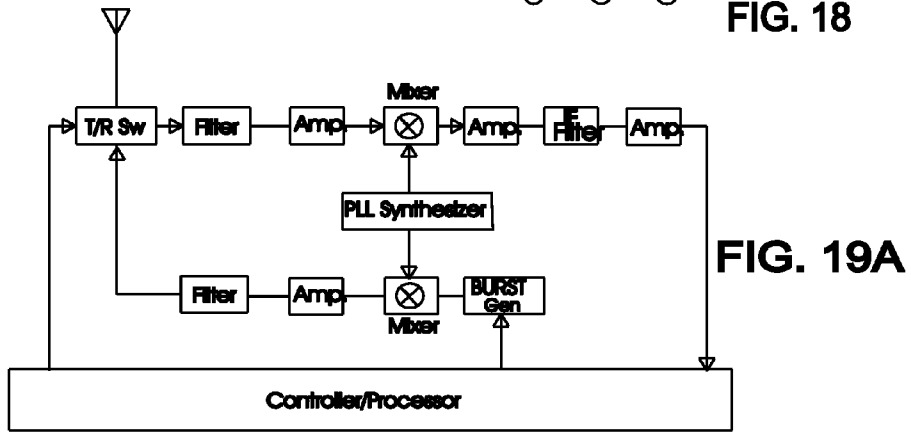 FIG. 18
Mixer
T/R Sw
Filter
Amp.
Amp.
IF
Filter
Amp.
PLL Synthesizer
FIG. 19A
Filter
Amp.
Mixer
BURST
Gen
Controller/Processor